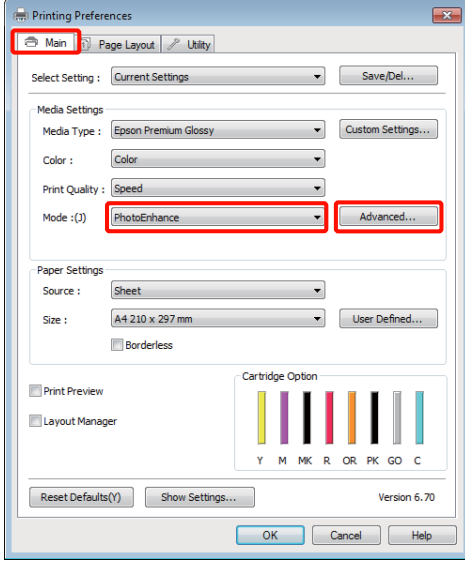 Printing Preferences
Main Page Layout Utility
Select Setting : Current Settings Save/Del...
Media Settings
Media Type : Epson Premium Glossy Custom Settings...
Color : Color
Print Quality : Speed
Mode :(J) PhotoEnhance Advanced...
Paper Settings
Source : Sheet
Size : A4 210 x 297 mm User Defined...
Borderless
Cartridge Option
Print Preview
Layout Manager
Y M MK R OR PK GO C
Reset Defaults(Y) Show Settings... Version 6.70
OK Cancel Help